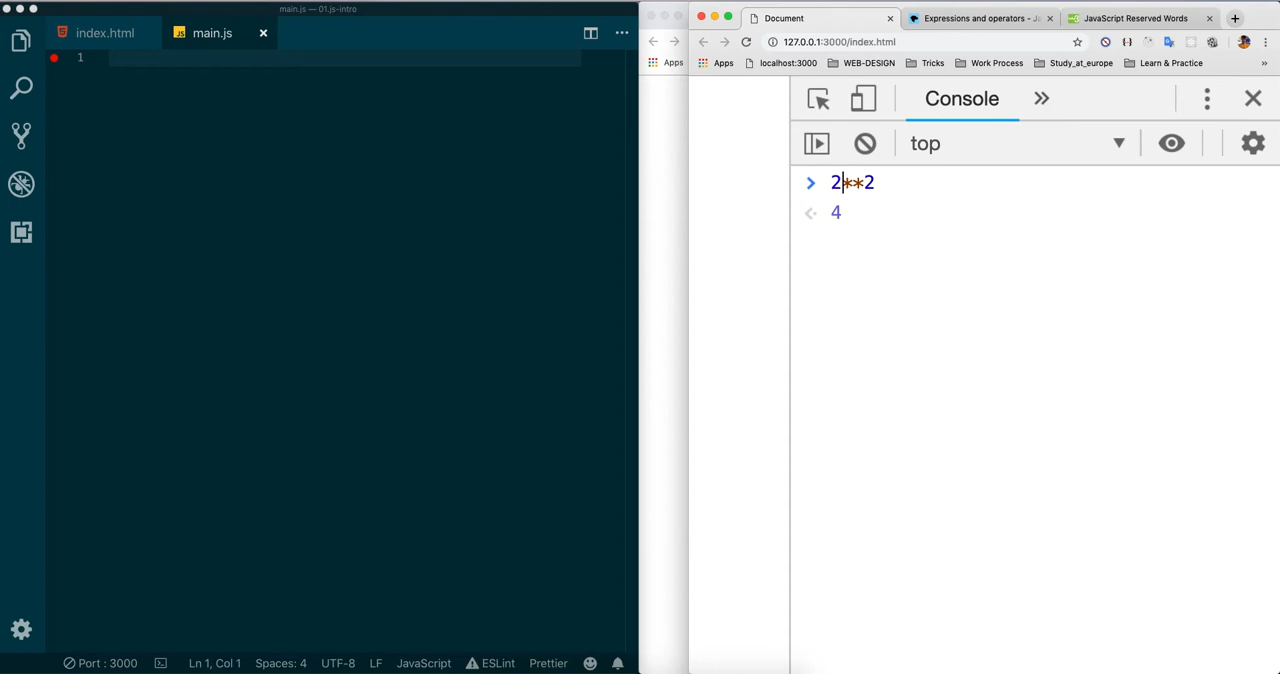 main.js — 01.js-intro
index.html
main.js
1
Port : 3000
Ln 1, Col 1
Spaces: 4
UTF-8
LF
JavaScript
ESLint
Prettier
Apps
Document
Expressions and operators - Ja
JavaScript Reserved Words
127.0.0.1:3000/index.html
Apps
localhost:3000
WEB-DESIGN
Tricks
Work Process
Study_at_europe
Learn & Practice
»
Console
top
2**2
4